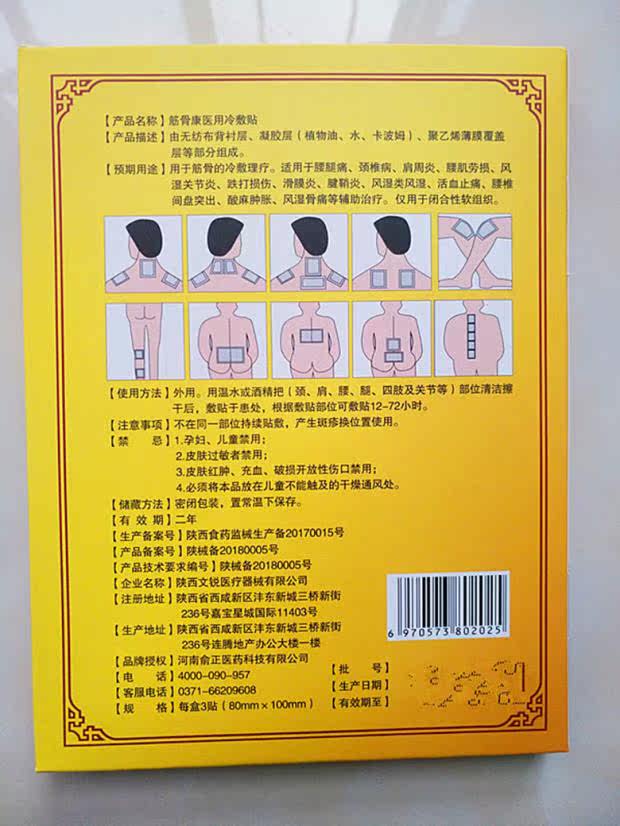 【产品名称】筋骨康医用冷敷贴
【产品描述】由无纺布背衬层、凝胶层（植物油、水、卡波姆）、聚乙烯薄膜覆盖
层等部分组成。
【预期用途】用于筋骨的冷敷理疗。适用于腰腿痛、颈椎病、肩周炎、腰肌劳损、风
湿关节炎、跌打损伤、滑膜炎、腱鞘炎、风湿类风湿、活血止痛、腰椎
间盘突出、酸麻肿胀、风湿骨痛等辅助治疗。仅用于闭合性软组织。
【使用方法】外用。用温水或酒精把（颈、肩、腰、腿、四肢及关节等）部位清洁擦
干后，敷贴于患处，根据敷贴部位可敷贴12-72小时。
【注意事项】不在同一部位持续贴敷，产生斑疹换位置使用。
【禁 忌】1.孕妇、儿童禁用；
2.皮肤过敏者禁用；
3.皮肤红肿、充血、破损开放性伤口禁用；
4.必须将本品放在儿童不能触及的干燥通风处。
【储藏方法】密闭包装，置常温下保存。
【有 效 期】二年
【生产备案号】陕西食药监械生产备20170015号
【产品备案号】陕械备20180005号
【产品技术要求编号】陕械备20180005号
【企业名称】陕西文锐医疗器械有限公司
【注册地址】陕西省西咸新区沣东新城三桥新街
236号嘉宝星城国际11403号
【生产地址】陕西省西咸新区沣东新城三桥新街
236号连腾地产办公大楼一楼
【品牌授权】河南俞正医药科技有限公司
【电 话】4000-090-957
【客服电话】0371-66209608
【规 格】每盒3贴（80mm×100mm）
6 970573 802025
【批 号】
【生产日期】
【有效期至】